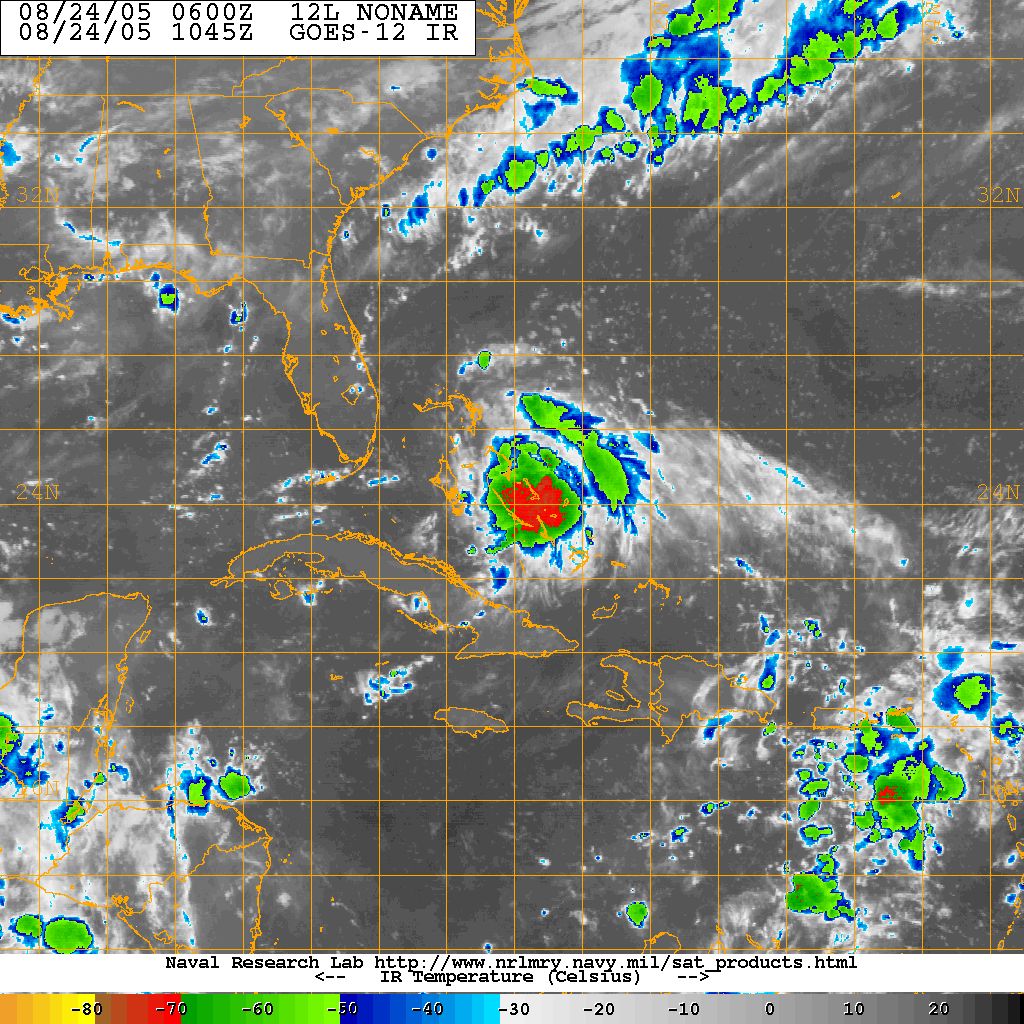 08/24/05 0600Z 12L NONAME
08/24/05 1045Z GOES-12 IR
32N 32N
24N 24N
Naval Research Lab http://www.nrlmry.navy.mil/sat_products.html
<-- IR Temperature (Celsius) -->
-80 -70 -60 -50 -40 -30 -20 -10 0 10 20